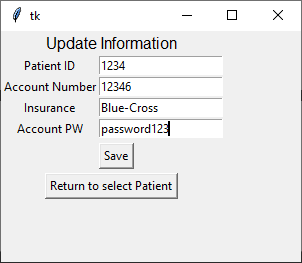 tk
Update Information
Patient ID 1234
Account Number 12346
Insurance Blue-Cross
Account PW password123
Save
Return to select Patient